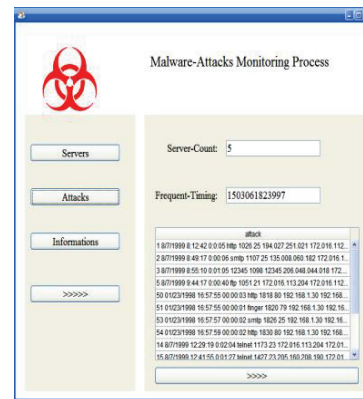 Malware-Attacks Monitoring Process
Servers
Attacks
Informations
>>>>>
Server-Count: 5
Frequent-Timing: 1503061823997
attack
1 8/7/1999 8:12:42 0:0:05 http 1026 25 194.027.251.021 172.016.112...
2 8/7/1999 8:49:17 0:00:06 smtp 1107 25 135.008.060.182 172.016.1...
3 8/7/1999 8:55:10 0:01:05 12345 1098 12345 206.048.044.018 172...
5 8/7/1999 9:44:17 0:00:40 ftp 1051 21 172.016.113.204 172.016.11...
50 01/23/1998 16:57:55 00:00:03 http 1818 80 192.168.1.30 192.16...
51 01/23/1998 16:57:55 00:00:01 finger 1820 79 192.168.1.30 192...
53 01/23/1998 16:57:57 00:00:02 smtp 1826 25 192.168.1.30 192.16...
54 01/23/1998 16:57:59 00:00:02 http 1830 80 192.168.1.30 192.16...
14 8/7/1999 12:29:19 0:02:04 telnet 1173 23 172.016.113.204 172.01...
15 8/7/1999 12:41:55 0:01:27 telnet 1427 23 205.160.208.190 172.01...
>>>>